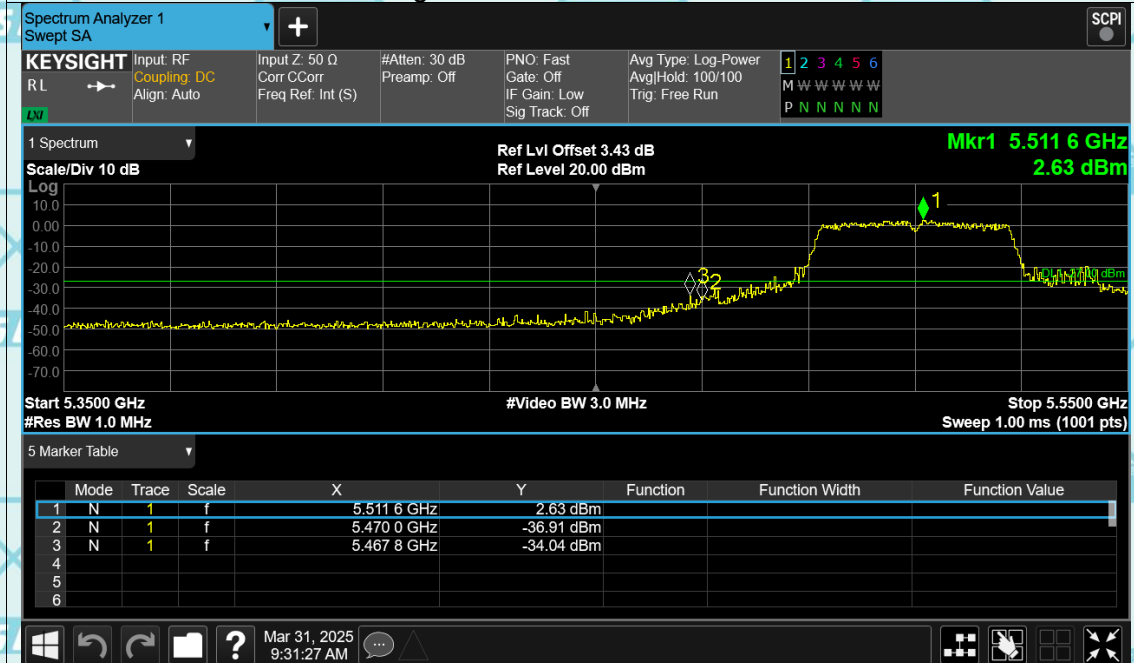 Spectrum Analyzer 1
Swept SA
+
SCPI
KEYSIGHT
R L
LXI
Input: RF
Coupling: DC
Align: Auto
Input Z: 50 Ω
Corr CCorr
Freq Ref: Int (S)
#Atten: 30 dB
Preamp: Off
PNO: Fast
Gate: Off
IF Gain: Low
Sig Track: Off
Avg Type: Log-Power
Avg|Hold: 100/100
Trig: Free Run
1 2 3 4 5 6
M W W W W W
P N N N N N
1 Spectrum
Scale/Div 10 dB
Ref Lvl Offset 3.43 dB
Ref Level 20.00 dBm
Mkr1 5.511 6 GHz
2.63 dBm
Log
10.0
0.00
-10.0
-20.0
-30.0
-40.0
-50.0
-60.0
-70.0
1
3
2
dBm
Start 5.3500 GHz
#Video BW 3.0 MHz
Stop 5.5500 GHz
#Res BW 1.0 MHz
Sweep 1.00 ms (1001 pts)
5 Marker Table
Mode Trace Scale X Y Function Function Width Function Value
1 N 1 f 5.511 6 GHz 2.63 dBm
2 N 1 f 5.470 0 GHz -36.91 dBm
3 N 1 f 5.467 8 GHz -34.04 dBm
4
5
6
?
Mar 31, 2025
9:31:27 AM